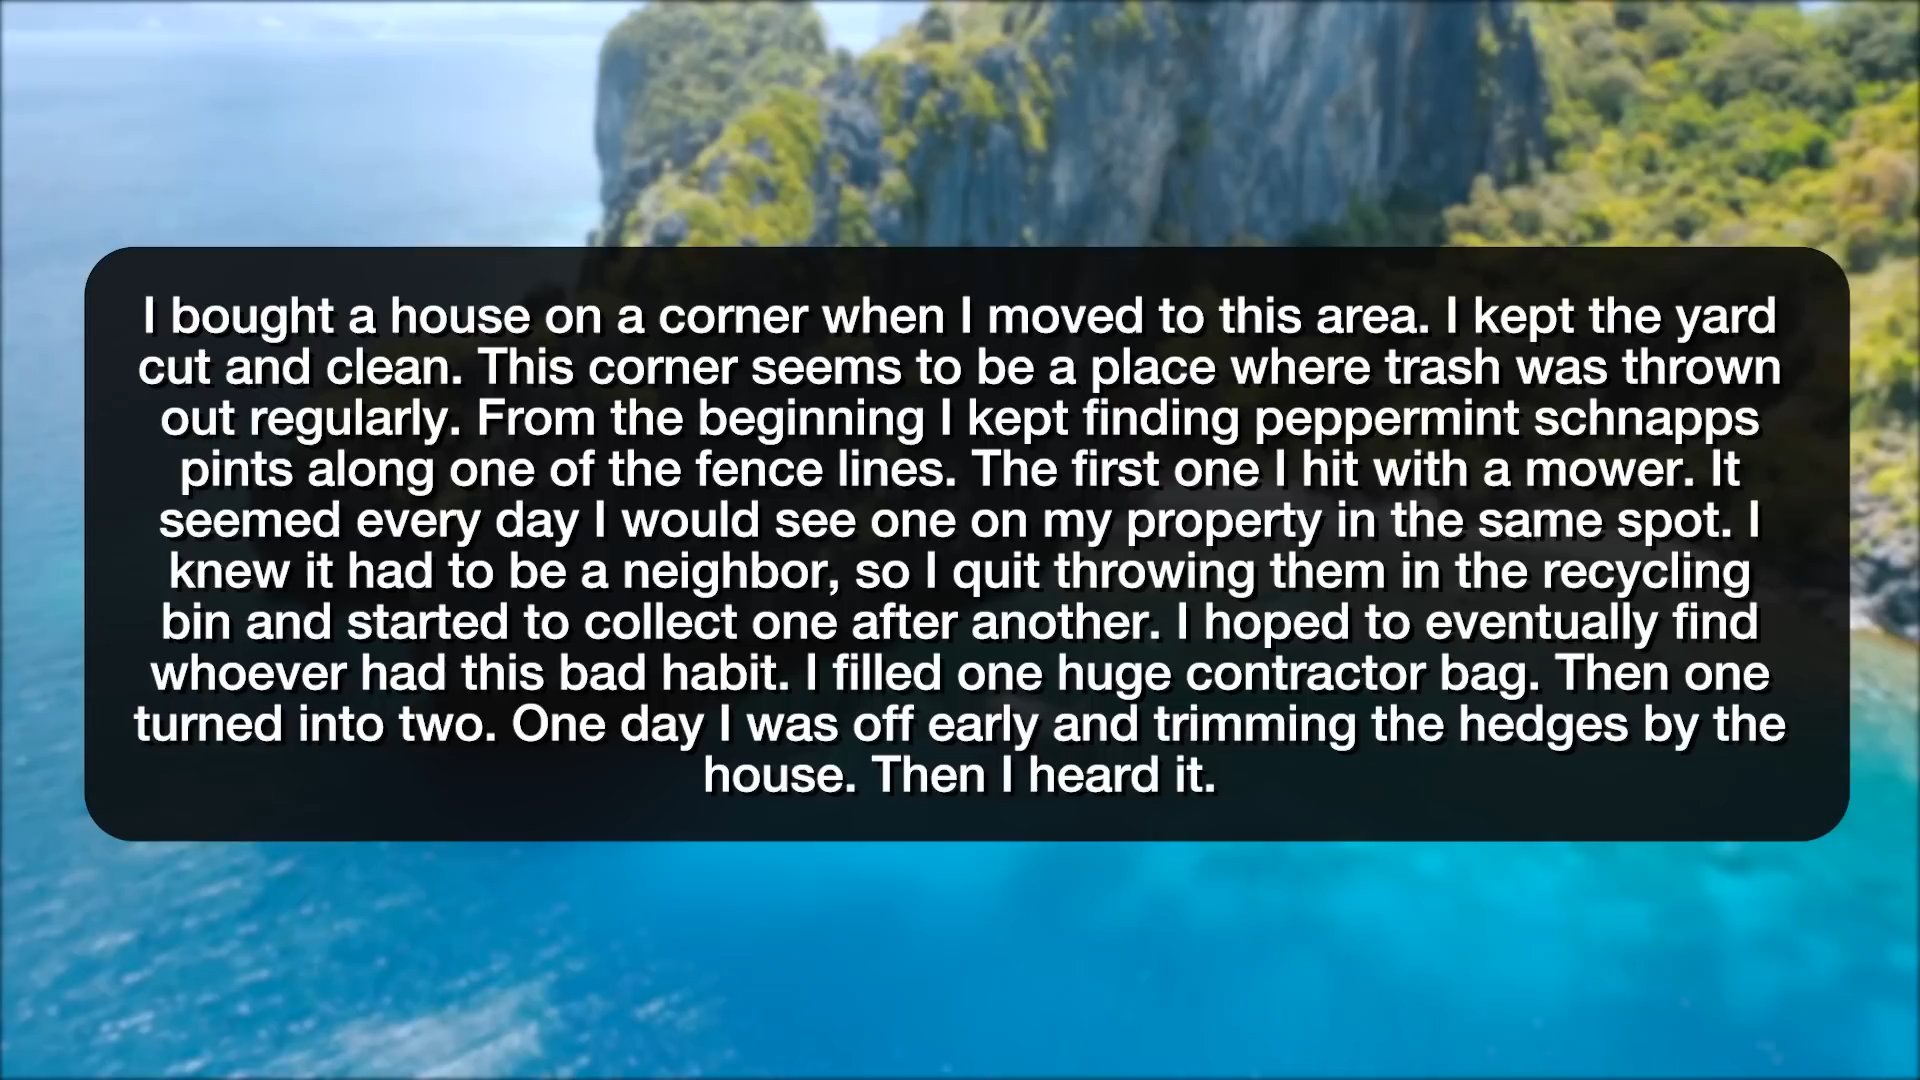 I bought a house on a corner when I moved to this area. I kept the yard
cut and clean. This corner seems to be a place where trash was thrown
out regularly. From the beginning I kept finding peppermint schnapps
pints along one of the fence lines. The first one I hit with a mower. It
seemed every day I would see one on my property in the same spot. I
knew it had to be a neighbor, so I quit throwing them in the recycling
bin and started to collect one after another. I hoped to eventually find
whoever had this bad habit. I filled one huge contractor bag. Then one
turned into two. One day I was off early and trimming the hedges by the
house. Then I heard it.